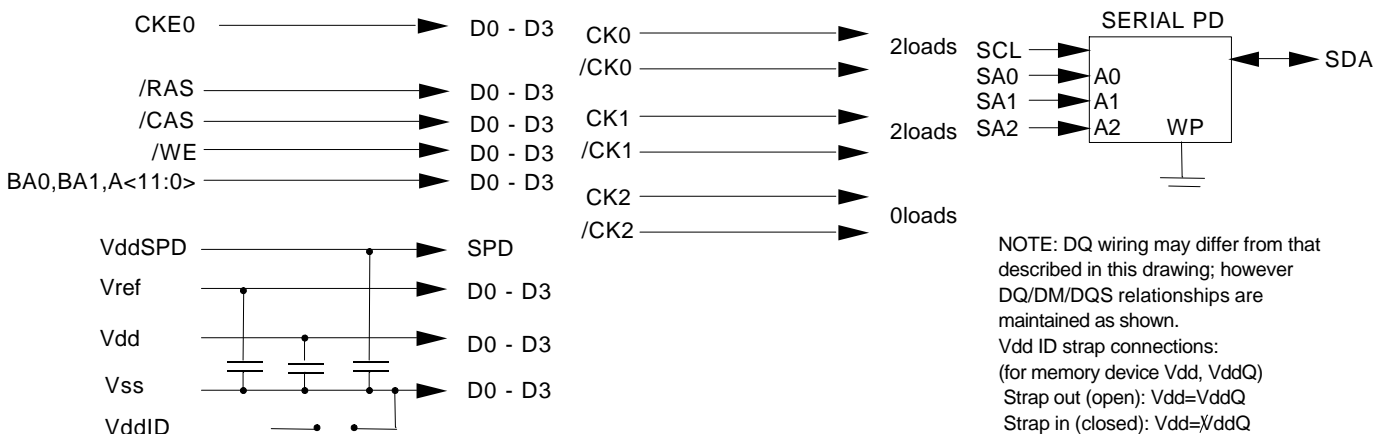 CKE0 D0 - D3
/RAS D0 - D3
/CAS D0 - D3
/WE D0 - D3
BA0,BA1,A<11:0> D0 - D3
VddSPD SPD
Vref D0 - D3
Vdd D0 - D3
Vss D0 - D3
VddID
CK0
/CK0
2loads
CK1
/CK1
2loads
CK2
/CK2
0loads
SERIAL PD
SCL
SA0 A0
SA1 A1
SA2 A2
WP
SDA
NOTE: DQ wiring may differ from that
described in this drawing; however
DQ/DM/DQS relationships are
maintained as shown.
Vdd ID strap connections:
(for memory device Vdd, VddQ)
Strap out (open): Vdd=VddQ
Strap in (closed): Vdd≠VddQ